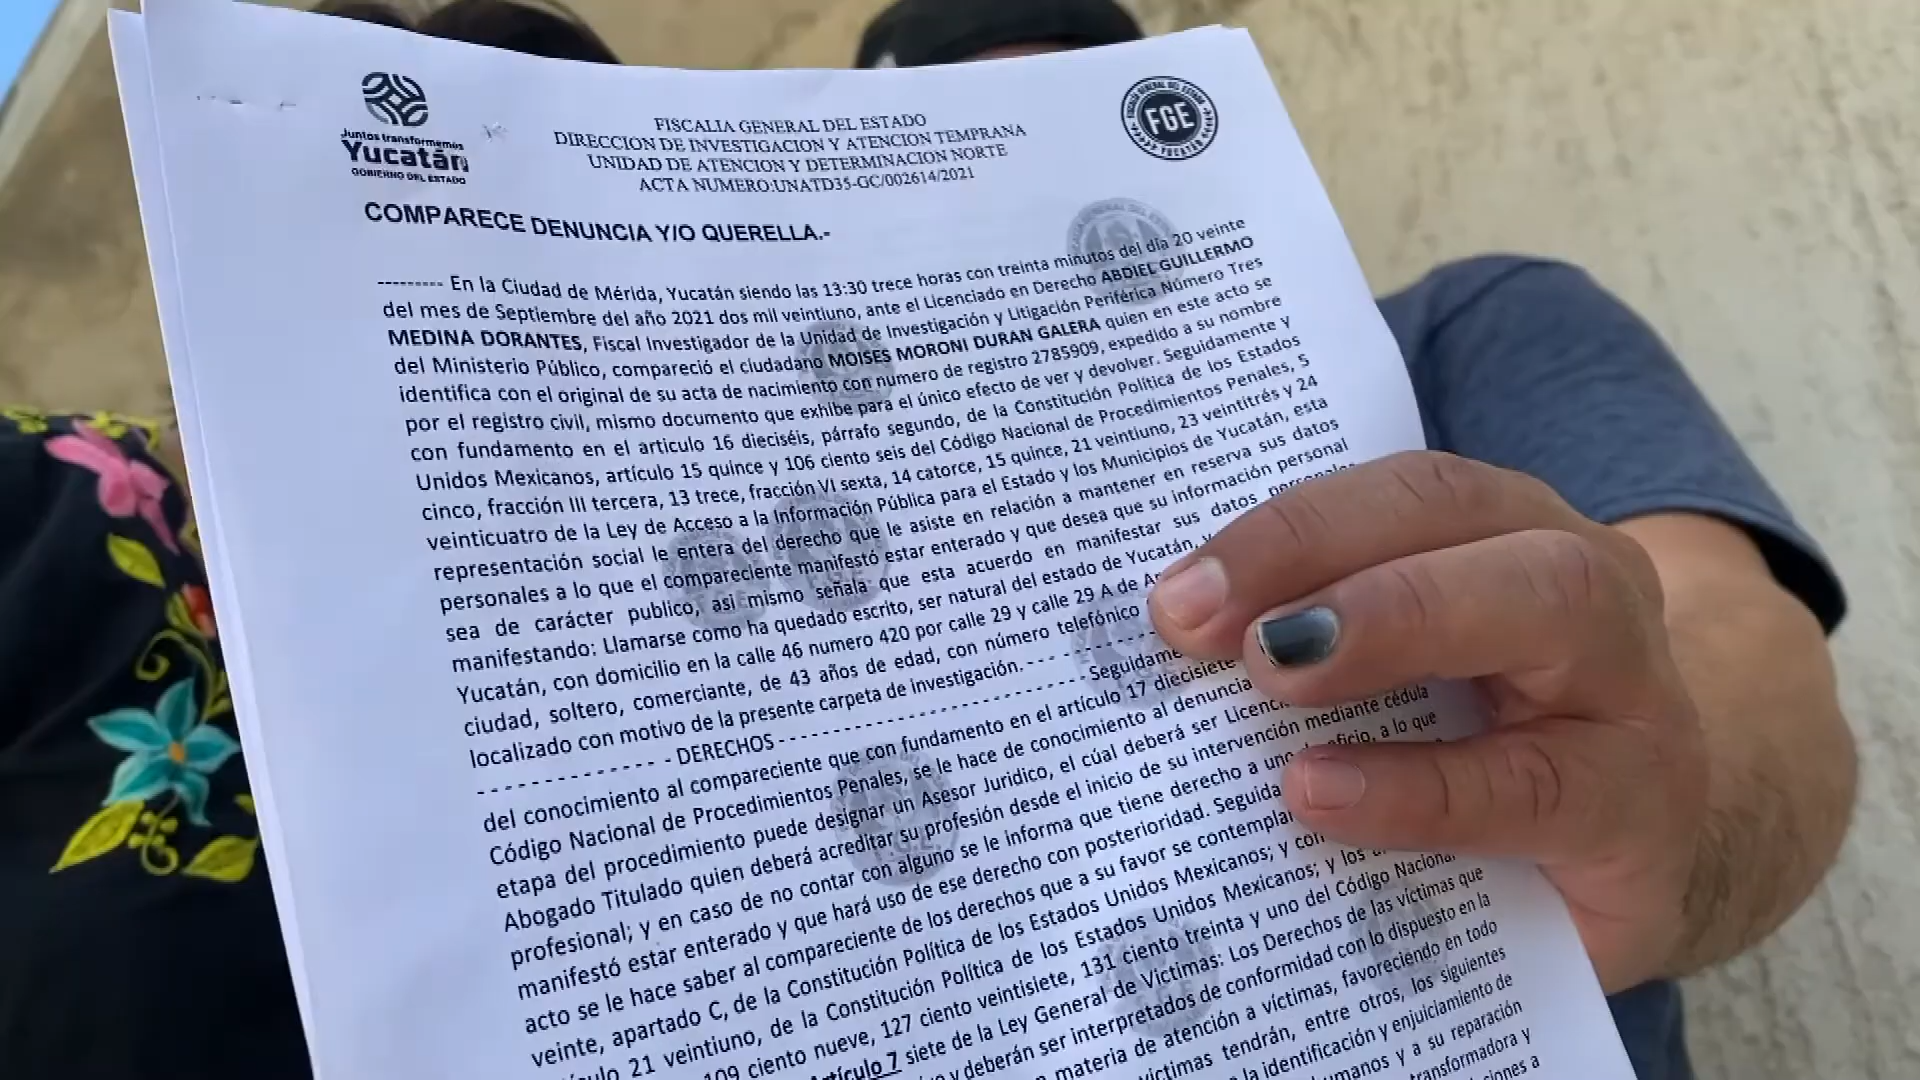 Juntos transformemos
Yucatán
GOBIERNO DEL ESTADO
FISCALIA GENERAL DEL ESTADO
DIRECCION DE INVESTIGACION Y ATENCION TEMPRANA
UNIDAD DE ATENCION Y DETERMINACION NORTE
ACTA NUMERO:UNATD35-GC/002614/2021
FISCALIA GENERAL DEL ESTADO
FGE
YUCATÁN
COMPARECE DENUNCIA Y/O QUERELLA.-
--------- En la Ciudad de Mérida, Yucatán siendo las 13:30 trece horas con treinta minutos del día 20 veinte
del mes de Septiembre del año 2021 dos mil veintiuno, ante el Licenciado en Derecho ABDIEL GUILLERMO
MEDINA DORANTES, Fiscal Investigador de la Unidad de Investigación y Litigación Periférica Número Tres
del Ministerio Público, compareció el ciudadano MOISES MORONI DURAN GALERA quien en este acto se
identifica con el original de su acta de nacimiento con numero de registro 2785909, expedido a su nombre
por el registro civil, mismo documento que exhibe para el único efecto de ver y devolver. Seguidamente y
con fundamento en el articulo 16 dieciséis, párrafo segundo, de la Constitución Política de los Estados
Unidos Mexicanos, artículo 15 quince y 106 ciento seis del Código Nacional de Procedimientos Penales, 5
cinco, fracción III tercera, 13 trece, fracción VI sexta, 14 catorce, 15 quince, 21 veintiuno, 23 veintitrés y 24
veinticuatro de la Ley de Acceso a la Información Pública para el Estado y los Municipios de Yucatán, esta
representación social le entera del derecho que le asiste en relación a mantener en reserva sus datos
personales a lo que el compareciente manifestó estar enterado y que desea que su información personal
sea de carácter publico, asi mismo señala que esta acuerdo en manifestar sus datos personales
manifestando: Llamarse como ha quedado escrito, ser natural del estado de Yucatán,
Yucatán, con domicilio en la calle 46 numero 420 por calle 29 y calle 29 A de
ciudad, soltero, comerciante, de 43 años de edad, con número telefónico
localizado con motivo de la presente carpeta de investigación. - - - - - - - - -
- - - - - - - - - - - - - DERECHOS - - - - - - - - - - - - - - - - - - - - - - - Seguidame
del conocimiento al compareciente que con fundamento en el artículo 17 diecisiete
Código Nacional de Procedimientos Penales, se le hace de conocimiento al denuncia
etapa del procedimiento puede designar un Asesor Juridico, el cúal deberá ser Licenc
Abogado Titulado quien deberá acreditar su profesión desde el inicio de su intervención mediante cédula
profesional; y en caso de no contar con alguno se le informa que tiene derecho a uno de oficio, a lo que
manifestó estar enterado y que hará uso de ese derecho con posterioridad. Seguida
acto se le hace saber al compareciente de los derechos que a su favor se contemplan
veinte, apartado C, de la Constitución Política de los Estados Unidos Mexicanos; y con
21 veintiuno, de la Constitución Política de los Estados Unidos Mexicanos; y los
109 ciento nueve, 127 ciento veintisiete, 131 ciento treinta y uno del Código Nacional
Artículo 7 siete de la Ley General de Victimas: Los Derechos de las víctimas que
y deberán ser interpretados de conformidad con lo dispuesto en la
materia de atención a víctimas, favoreciendo en todo
víctimas tendrán, entre otros, los siguientes
la identificación y enjuiciamiento de
humanos y a su reparación
transformadora y